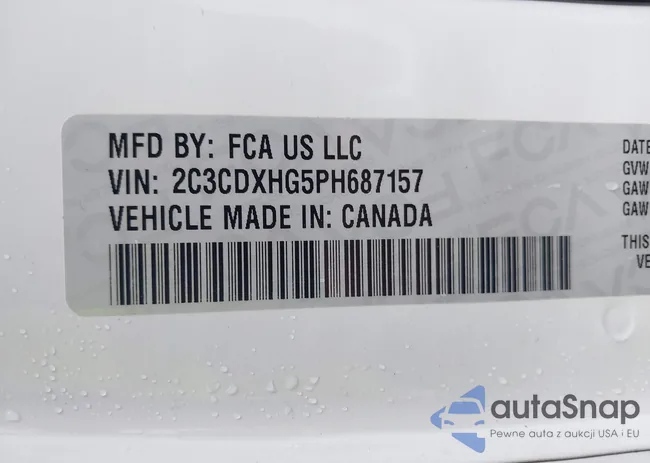 MFD BY: FCA US LLC
VIN: 2C3CDXHG5PH687157
VEHICLE MADE IN: CANADA
DATE
GVW
GAW
GAW
THIS
VE
autaSnap
Pewne auta z aukcji USA i EU